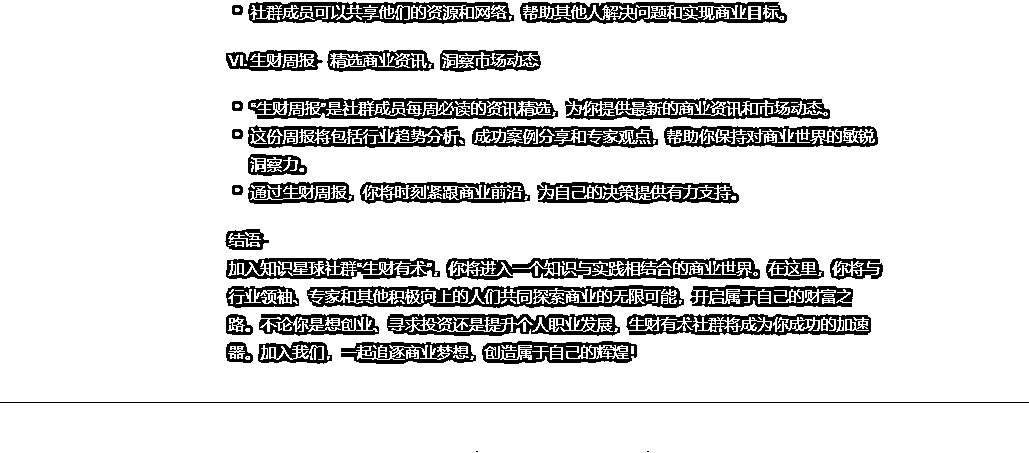 社群成员可以共享他们的资源和网络，帮助其他人解决问题和实现商业目标。
VI. 生财周报 - 精选商业资讯，洞察市场动态
“生财周报”是社群成员每周必读的资讯精选，为你提供最新的商业资讯和市场动态。
这份周报将包括行业趋势分析、成功案例分享和专家观点，帮助你保持对商业世界的敏锐
洞察力。
通过生财周报，你将时刻紧跟商业前沿，为自己的决策提供有力支持。
结语-
加入知识星球社群“生财有术”，你将进入一个知识与实践相结合的商业世界。在这里，你将与
行业领袖、专家和其他积极向上的人们共同探索商业的无限可能，开启属于自己的财富之
路。不论你是想创业、寻求投资还是提升个人职业发展，生财有术社群将成为你成功的加速
器。加入我们，一起追逐商业梦想，创造属于自己的辉煌！